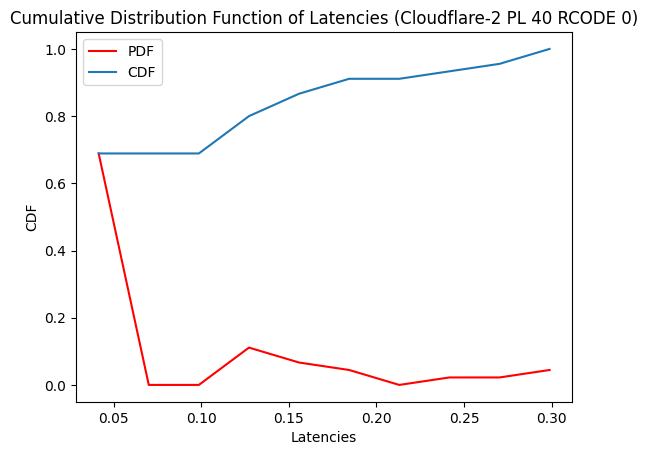 Cumulative Distribution Function of Latencies (Cloudflare-2 PL 40 RCODE 0)
PDF
CDF
CDF
1.0
0.8
0.6
0.4
0.2
0.0
0.05 0.10 0.15 0.20 0.25 0.30
Latencies